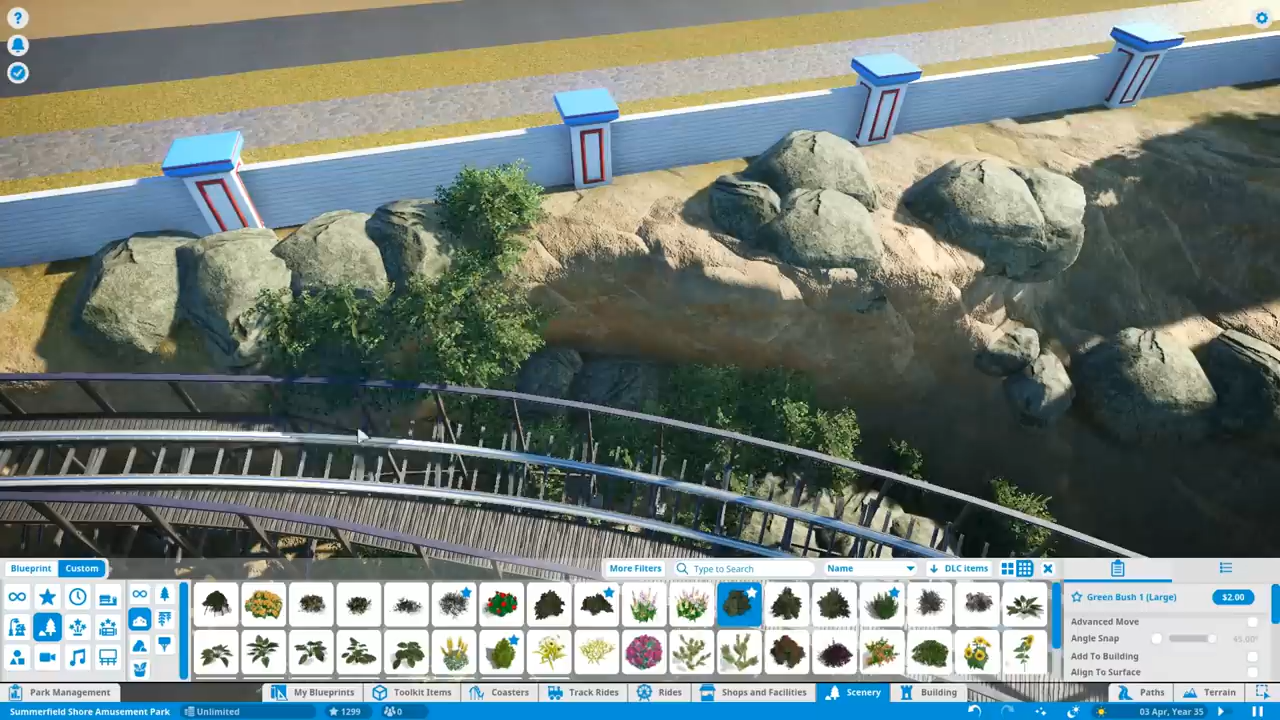 ?
Blueprint Custom More Filters Type to Search Name DLC items
Green Bush 1 (Large) $2.00
Advanced Move
Angle Snap 45.00°
Add To Building
Align To Surface
Park Management My Blueprints Toolkit Items Coasters Track Rides Rides Shops and Facilities Scenery Building Paths Terrain
Summerfield Shore Amusement Park Unlimited 1299 0 03 Apr, Year 35